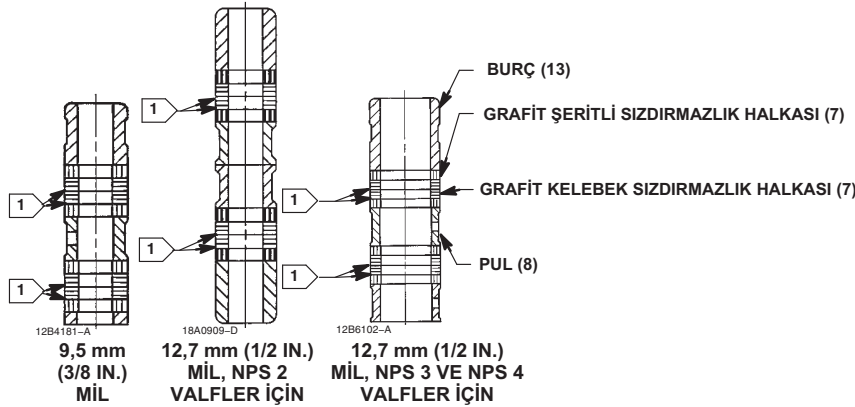 BURÇ (13)
GRAFİT ŞERİTLİ SIZDIRMAZLIK HALKASI (7)
1
1
1
GRAFİT KELEBEK SIZDIRMAZLIK HALKASI (7)
1
1
PUL (8)
1
12B4181-A
18A0909-D
12B6102-A
9,5 mm
(3/8 IN.)
MİL
12,7 mm (1/2 IN.)
MİL, NPS 2
VALFLER İÇİN
12,7 mm (1/2 IN.)
MİL, NPS 3 VE NPS 4
VALFLER İÇİN